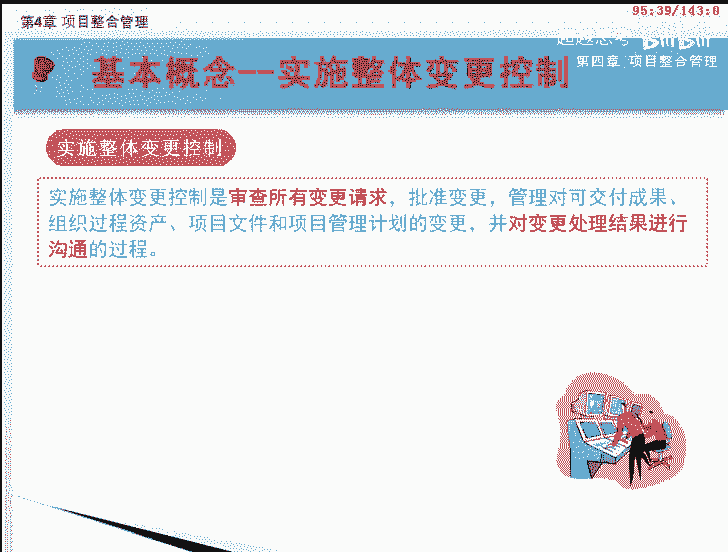 第4章 项目整合管理
95:39/143:0
基本概念--实施整体变更控制
第四章 项目整合管理
实施整体变更控制
实施整体变更控制是审查所有变更请求，批准变更，管理对可交付成果、
组织过程资产、项目文件和项目管理计划的变更，并对变更处理结果进行
沟通的过程。